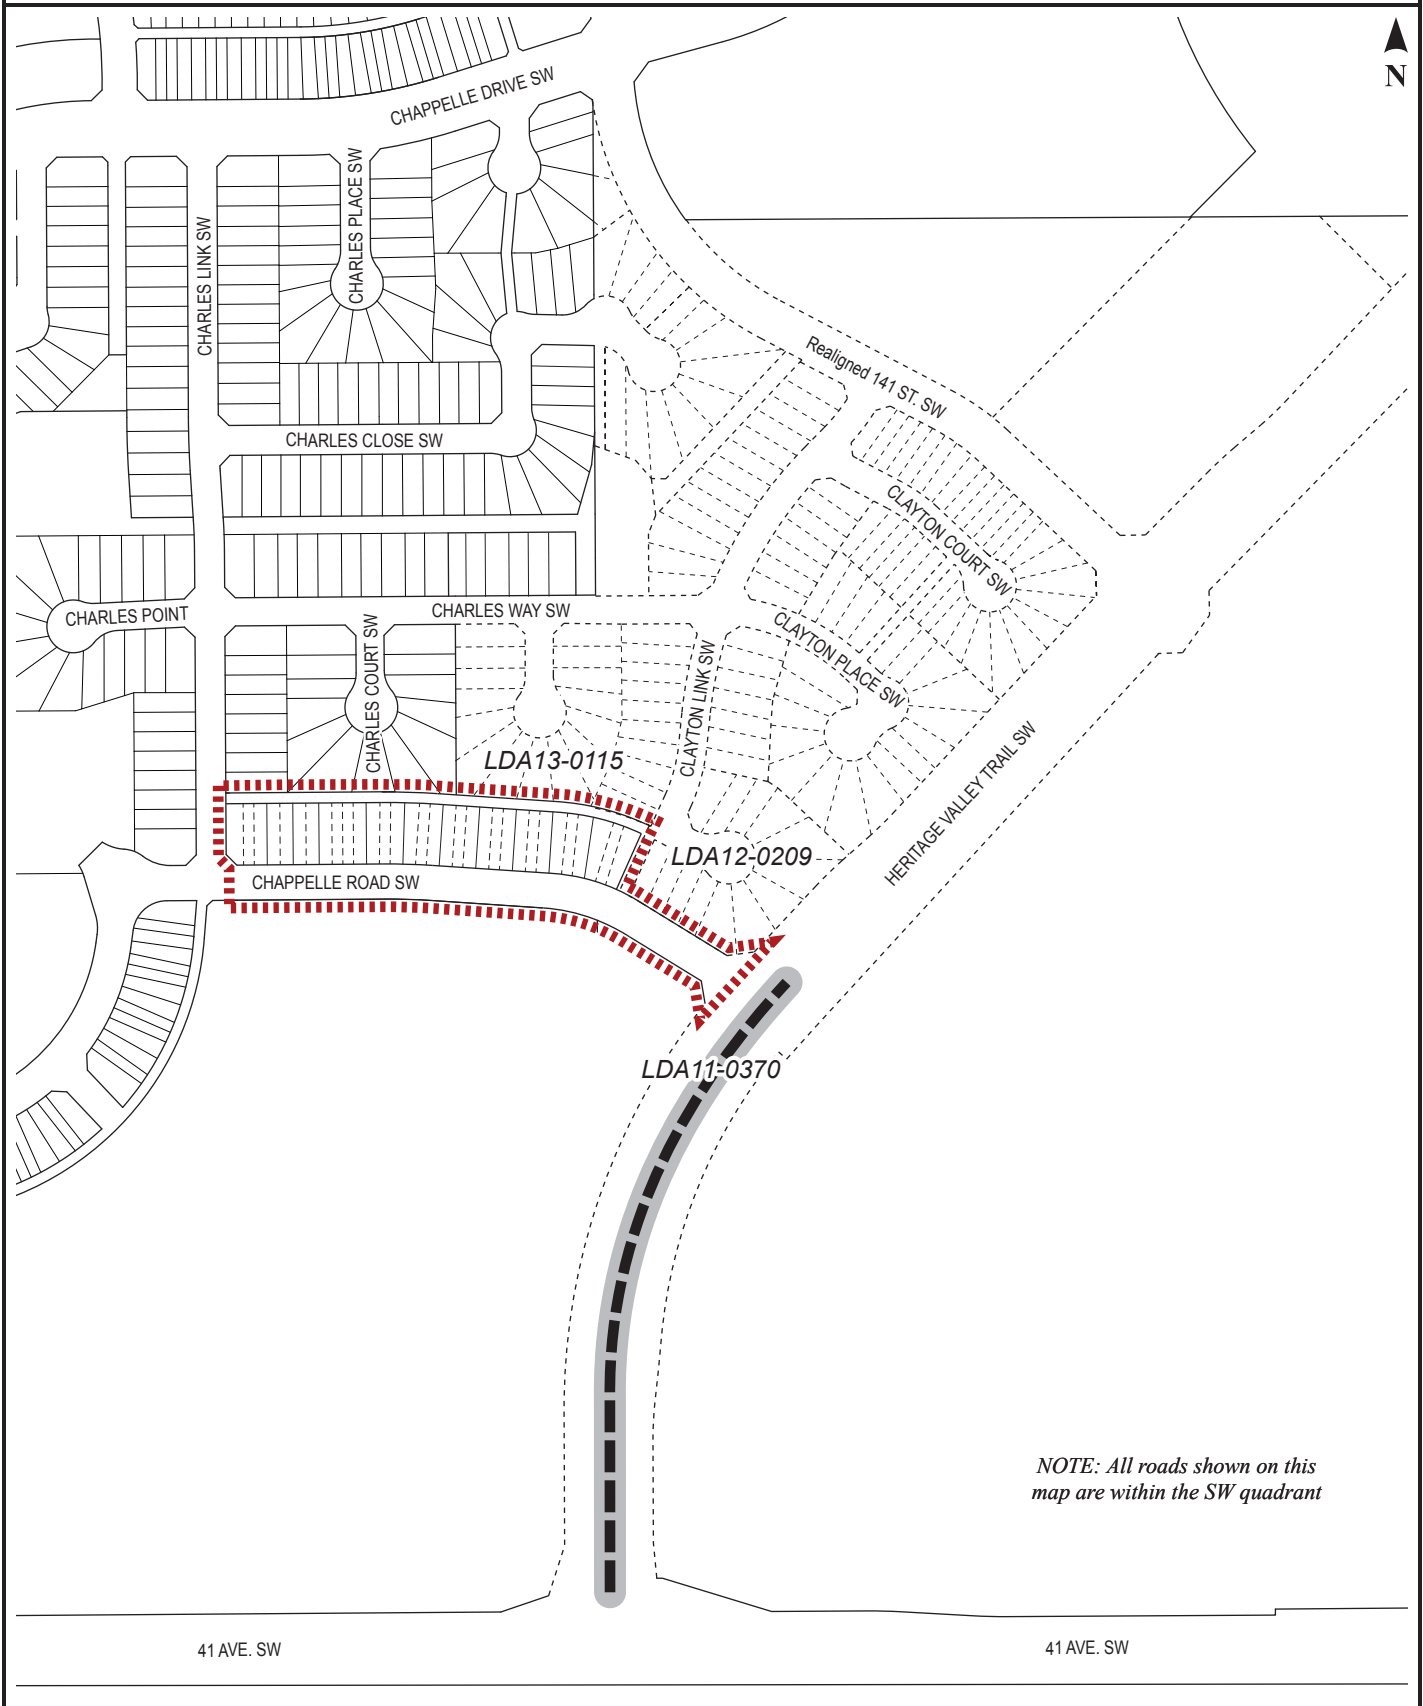 N
CHAPPELLE DRIVE SW
CHARLES PLACE SW
CHARLES LINK SW
Realigned 141 ST. SW
CHARLES CLOSE SW
CLAYTON COURT SW
CHARLES POINT
CHARLES WAY SW
CHARLES COURT SW
CLAYTON PLACE SW
CLAYTON LINK SW
LDA13-0115
HERITAGE VALLEY TRAIL SW
LDA12-0209
CHAPPELLE ROAD SW
LDA11-0370
NOTE: All roads shown on this
map are within the SW quadrant
41 AVE. SW
41 AVE. SW